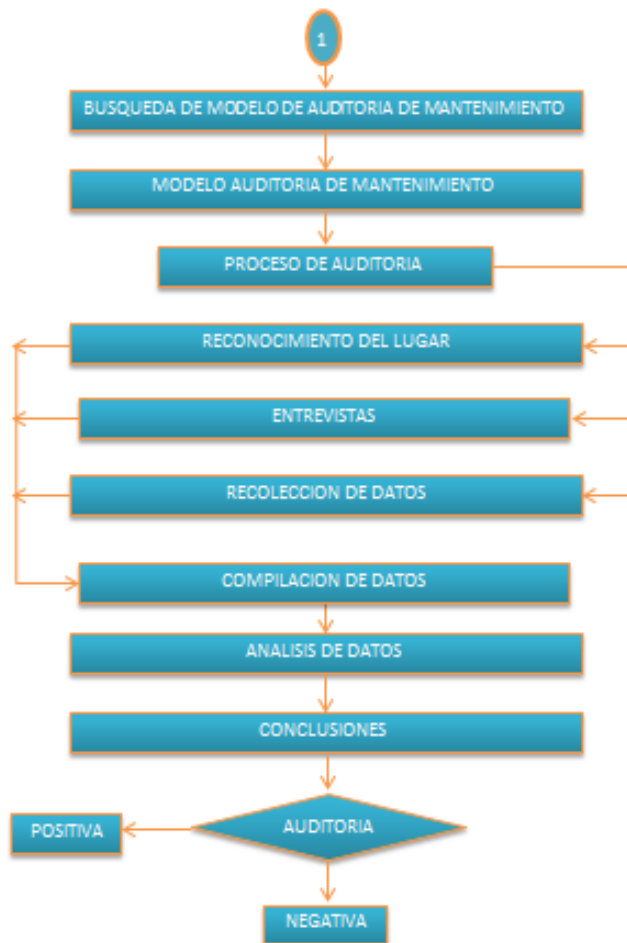 1
BUSQUEDA DE MODELO DE AUDITORIA DE MANTENIMIENTO
MODELO AUDITORIA DE MANTENIMIENTO
PROCESO DE AUDITORIA
RECONOCIMIENTO DEL LUGAR
ENTREVISTAS
RECOLECCION DE DATOS
COMPILACION DE DATOS
ANALISIS DE DATOS
CONCLUSIONES
AUDITORIA
POSITIVA
NEGATIVA